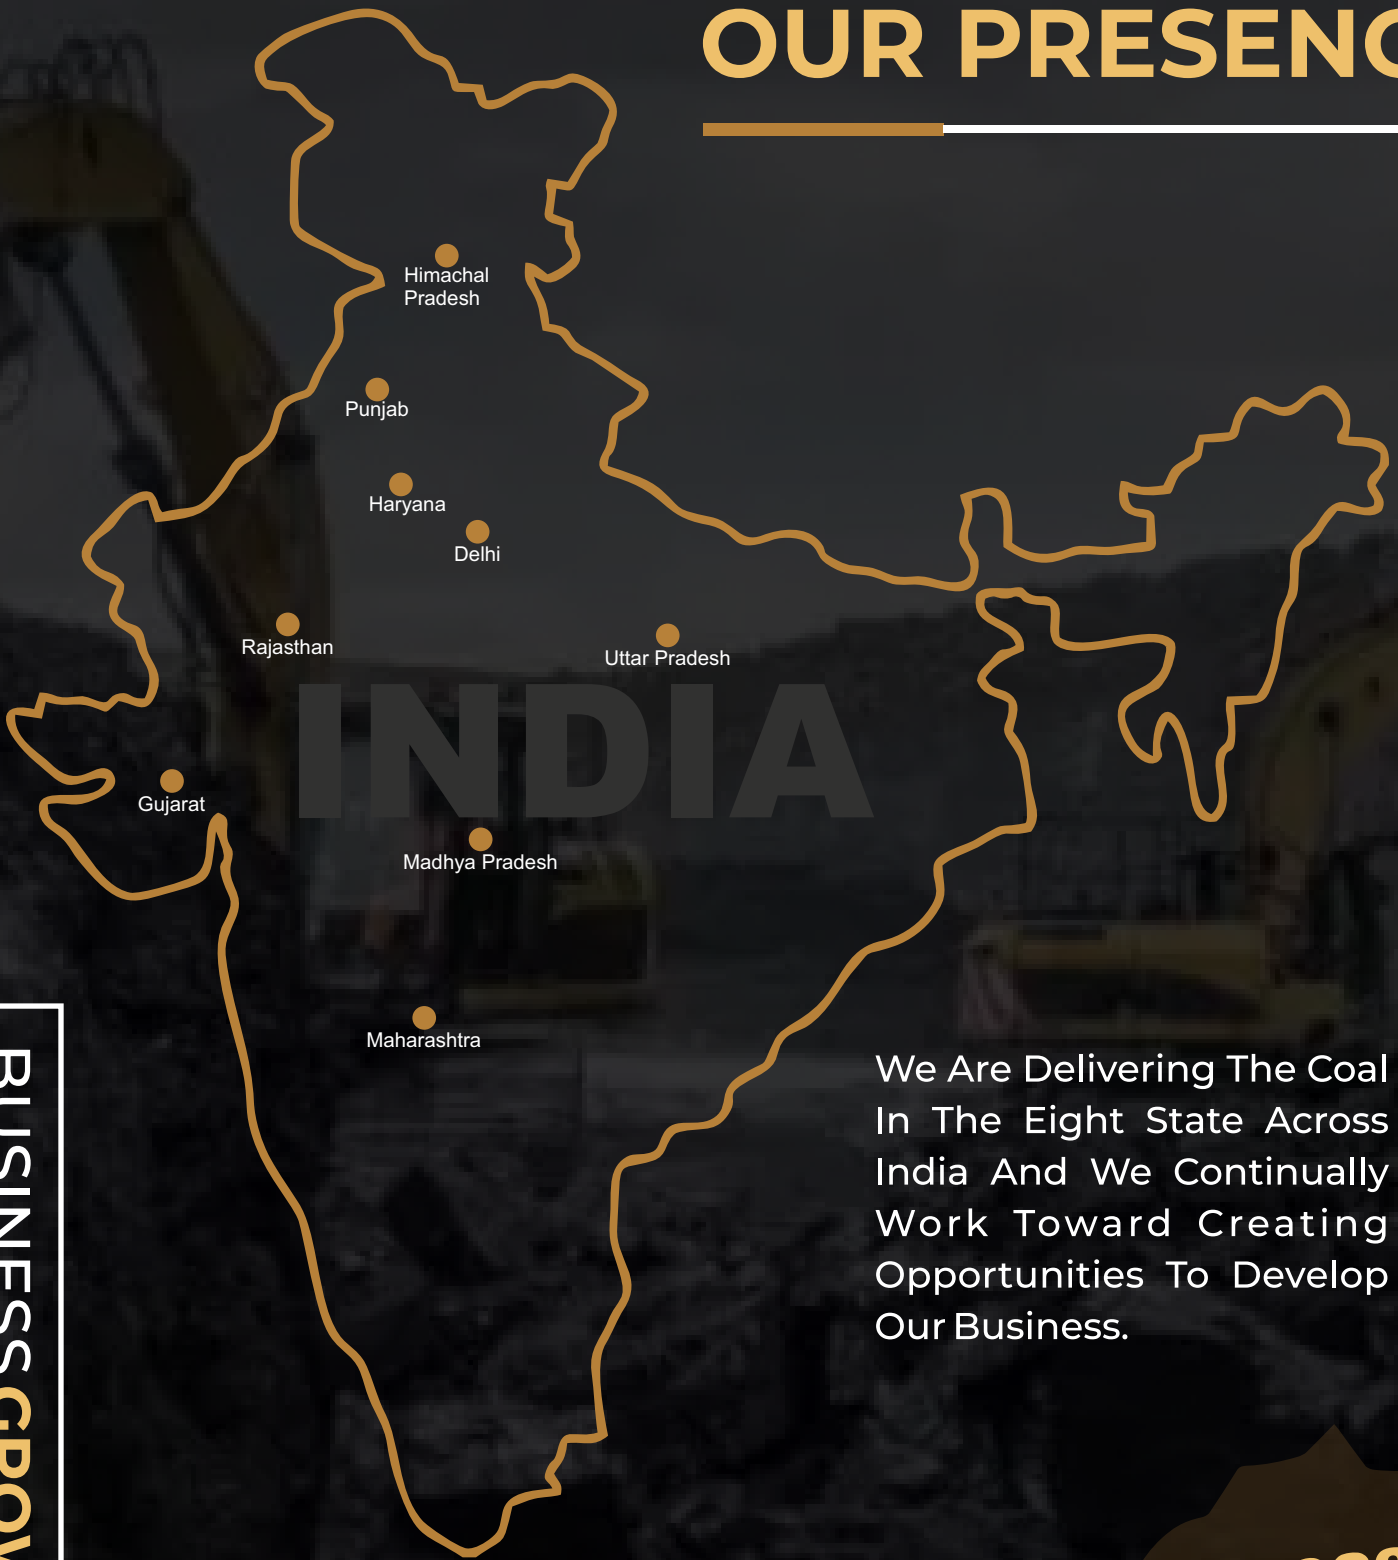 OUR PRESENC
Himachal
Pradesh
Punjab
Haryana
Delhi
Rajasthan
Uttar Pradesh
INDIA
Gujarat
Madhya Pradesh
Maharashtra
We Are Delivering The Coal
In The Eight State Across
India And We Continually
Work Toward Creating
Opportunities To Develop
Our Business.
BUSINESS GROW